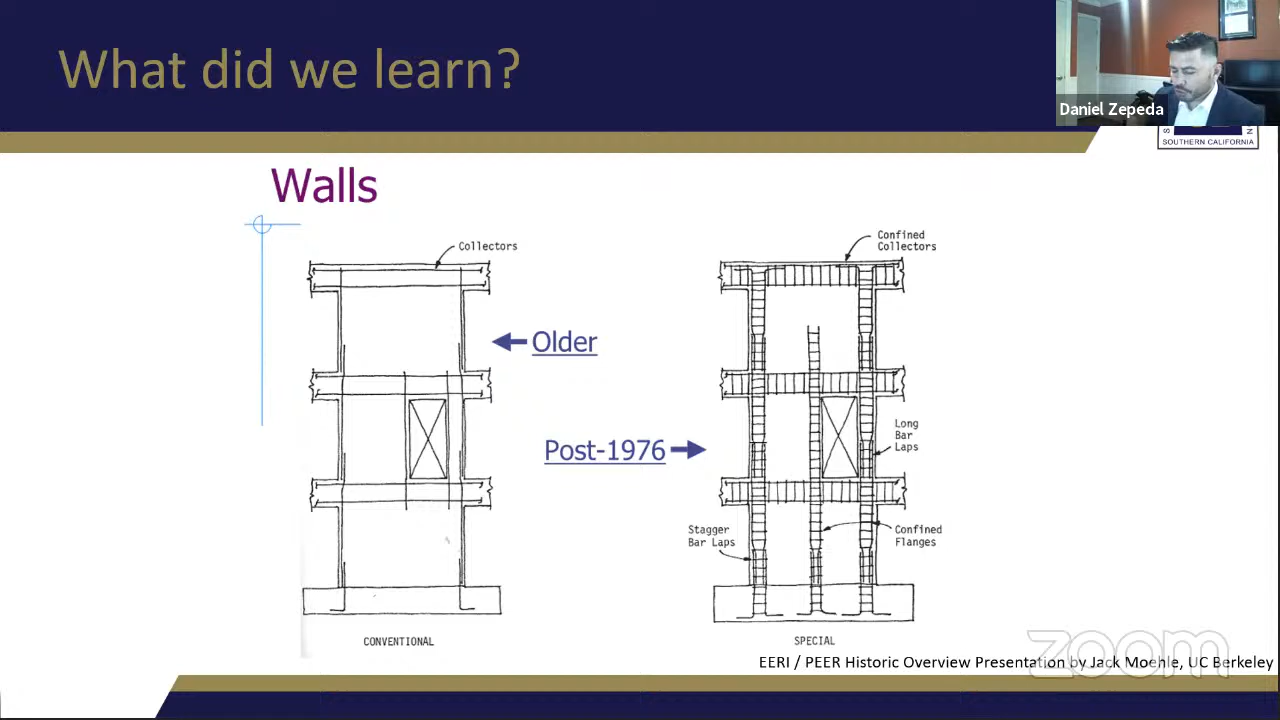 What did we learn?
Daniel Zepeda
S
N
SOUTHERN CALIFORNIA
Walls
Collectors
Confined
Collectors
Older
Post-1976
Long
Bar
Laps
Stagger
Bar Laps
Confined
Flanges
CONVENTIONAL
SPECIAL
zoom
EERI / PEER Historic Overview Presentation by Jack Moehle, UC Berkeley